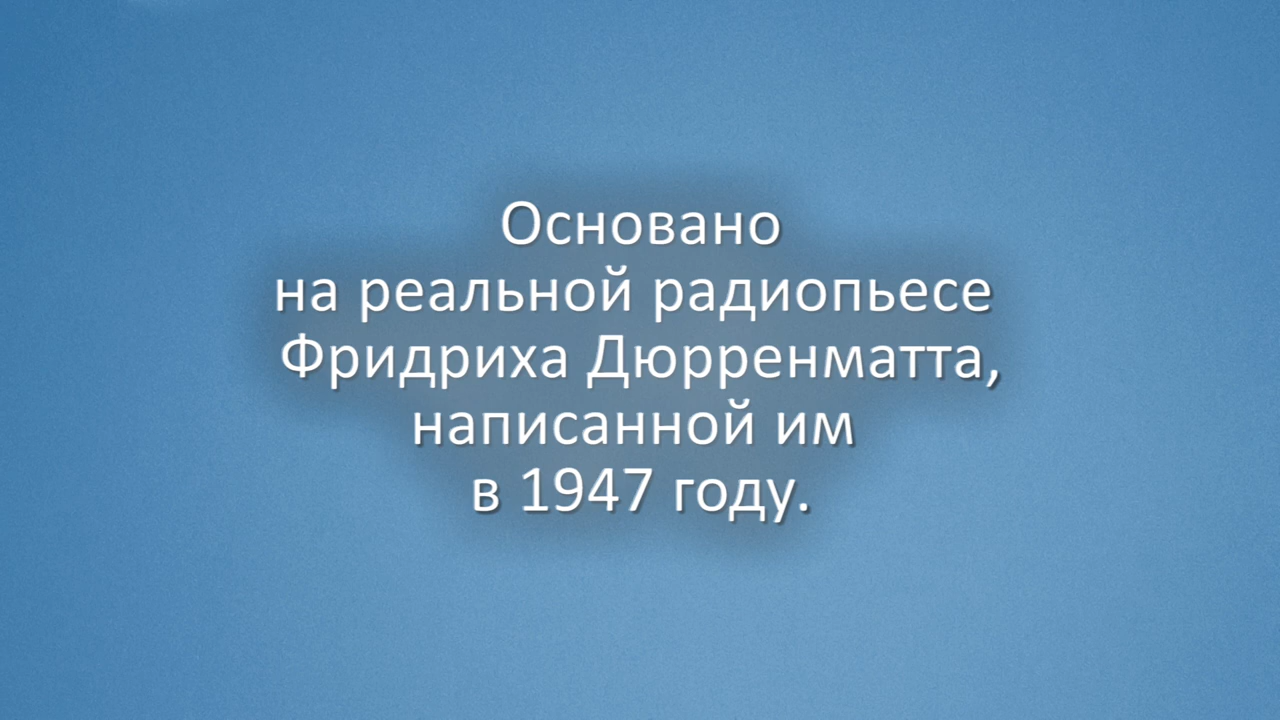 Основано
на реальной радиопьесе
Фридриха Дюрренматта,
написанной им
в 1947 году.